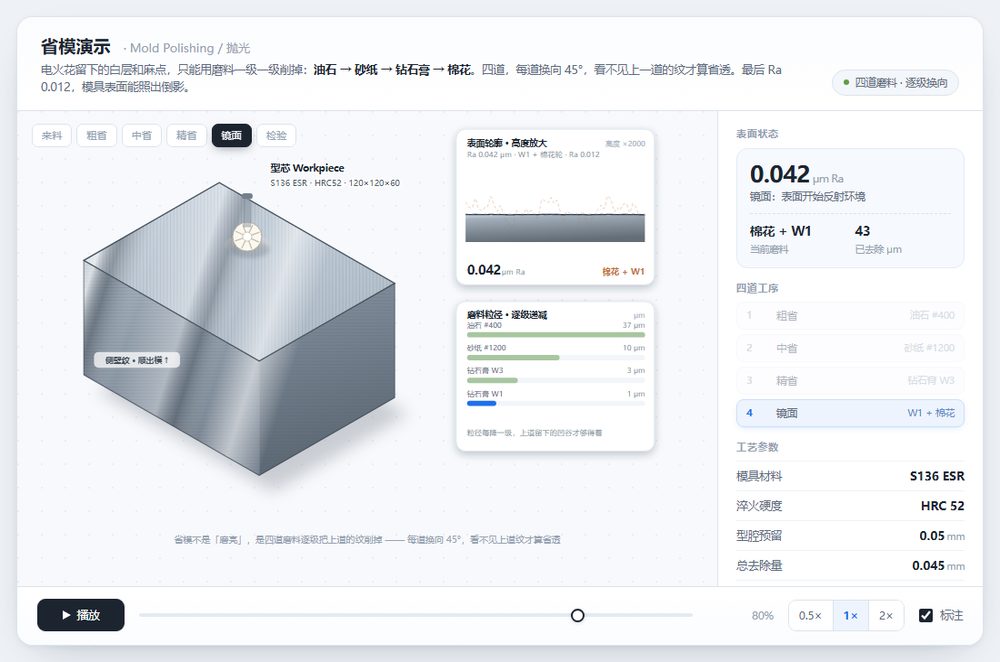 省模演示 · Mold Polishing / 抛光
电火花留下的白层和麻点，只能用磨料一级一级削掉：油石 → 砂纸 → 钻石膏 → 棉花。四道，每道换向 45°，看不见上一道的纹才算省透。最后 Ra
0.012，模具表面能照出倒影。
四道磨料 · 逐级换向
来料 粗省 中省 精省 镜面 检验
型芯 Workpiece
S136 ESR · HRC52 · 120×120×60
侧壁纹 · 顺出模 ↑
省模不是「磨亮」，是四道磨料逐级把上道的纹削掉 —— 每道换向 45°，看不见上道纹才算省透
表面轮廓 · 高度放大 高度 ×2000
Ra 0.042 μm · W1 + 棉花轮 · Ra 0.012
0.042 μm Ra 棉花 + W1
磨料粒径 · 逐级递减 μm
油石 #400 37 μm
砂纸 #1200 10 μm
钻石膏 W3 3 μm
钻石膏 W1 1 μm
粒径每降一级，上道留下的凹谷才够得着
表面状态
0.042 μm Ra
镜面：表面开始反射环境
棉花 + W1 43
当前磨料 已去除 μm
四道工序
1 粗省 油石 #400
2 中省 砂纸 #1200
3 精省 钻石膏 W3
4 镜面 W1 + 棉花
工艺参数
模具材料 S136 ESR
淬火硬度 HRC 52
型腔预留 0.05 mm
总去除量 0.045 mm
▶ 播放 80% 0.5× 1× 2× 标注